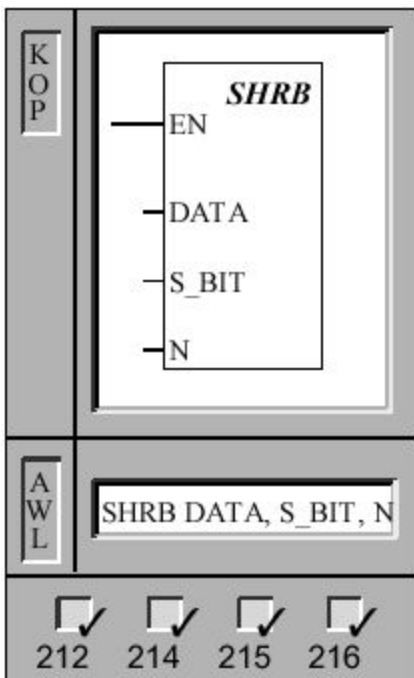 KOP
SHRB
EN
DATA
S_BIT
N
AWL
SHRB DATA, S_BIT, N
212 214 215 216